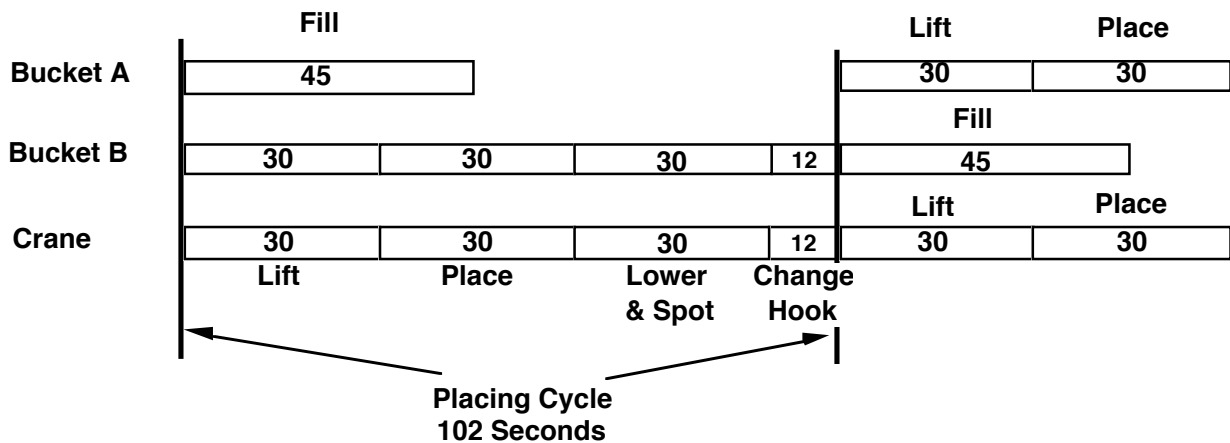 Fill
Lift Place
Bucket A 45 30 30
Fill
Bucket B 30 30 30 12 45
Lift Place
Crane 30 30 30 12 30 30
Lift Place Lower Change
& Spot Hook
Placing Cycle
102 Seconds